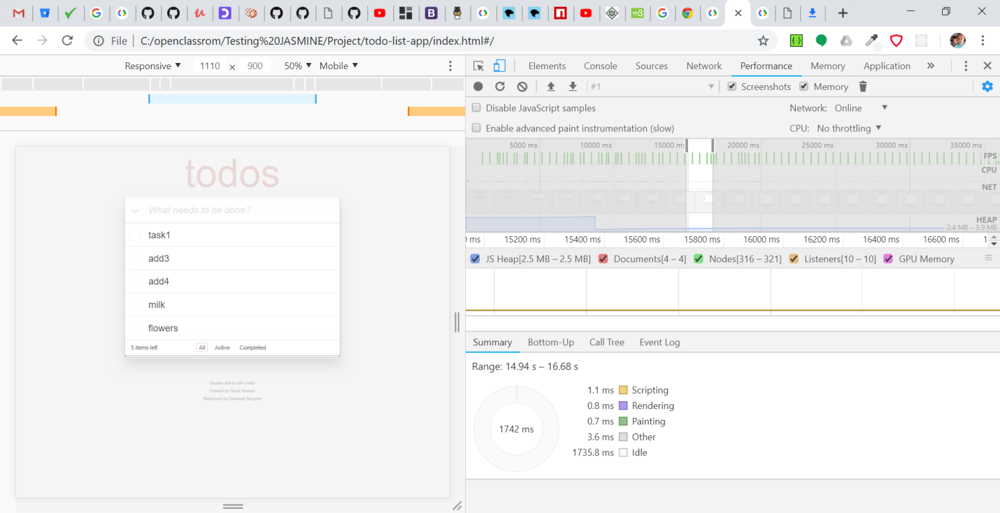 File C:/openclassrom/Testing%20JASMINE/Project/todo-list-app/index.html#/
Responsive 1110 x 900 50% Mobile
Elements Console Sources Network Performance Memory Application »
#1 Screenshots Memory
Disable JavaScript samples Network: Online
Enable advanced paint instrumentation (slow) CPU: No throttling
5000 ms 10000 ms 15000 ms 20000 ms 25000 ms 30000 ms 35000 ms
FPS
CPU
NET
HEAP
2.4 MB – 3.9 MB
ms 15200 ms 15400 ms 15600 ms 15800 ms 16000 ms 16200 ms 16400 ms 16600 ms
JS Heap[2.5 MB – 2.5 MB] Documents[4 – 4] Nodes[316 – 321] Listeners[10 – 10] GPU Memory
Summary Bottom-Up Call Tree Event Log
Range: 14.94 s – 16.68 s
1742 ms
1.1 ms Scripting
0.8 ms Rendering
0.7 ms Painting
3.6 ms Other
1735.8 ms Idle
todos
What needs to be done?
task1
add3
add4
milk
flowers
5 items left All Active Completed
Double-click to edit a todo
Created by Oscar Godson
Refactored by Christoph Burgmer